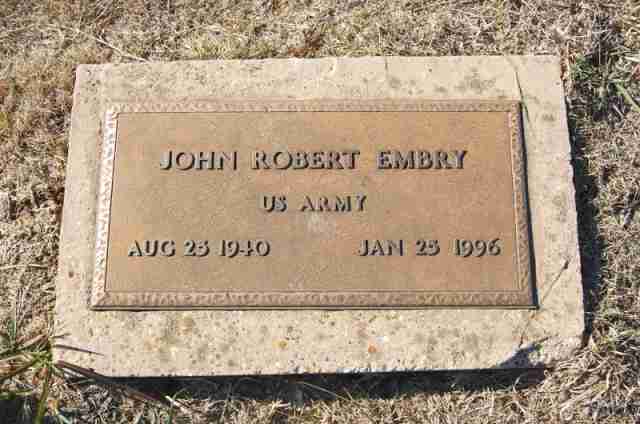 JOHN ROBERT EMBRY
US ARMY
AUG 25 1940 JAN 25 1996